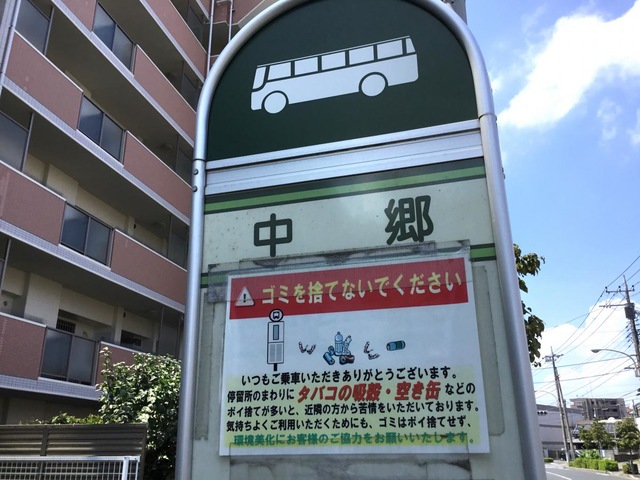 中郷
ゴミを捨てないでください
いつもご乗車いただきありがとうございます。
停留所のまわりにタバコの吸殻・空き缶などの
ポイ捨てが多いと、近隣の方から苦情をいただいております。
気持ちよくご利用いただくためにも、ゴミはポイ捨てせず、
環境美化にお客様のご協力をお願いいたします。